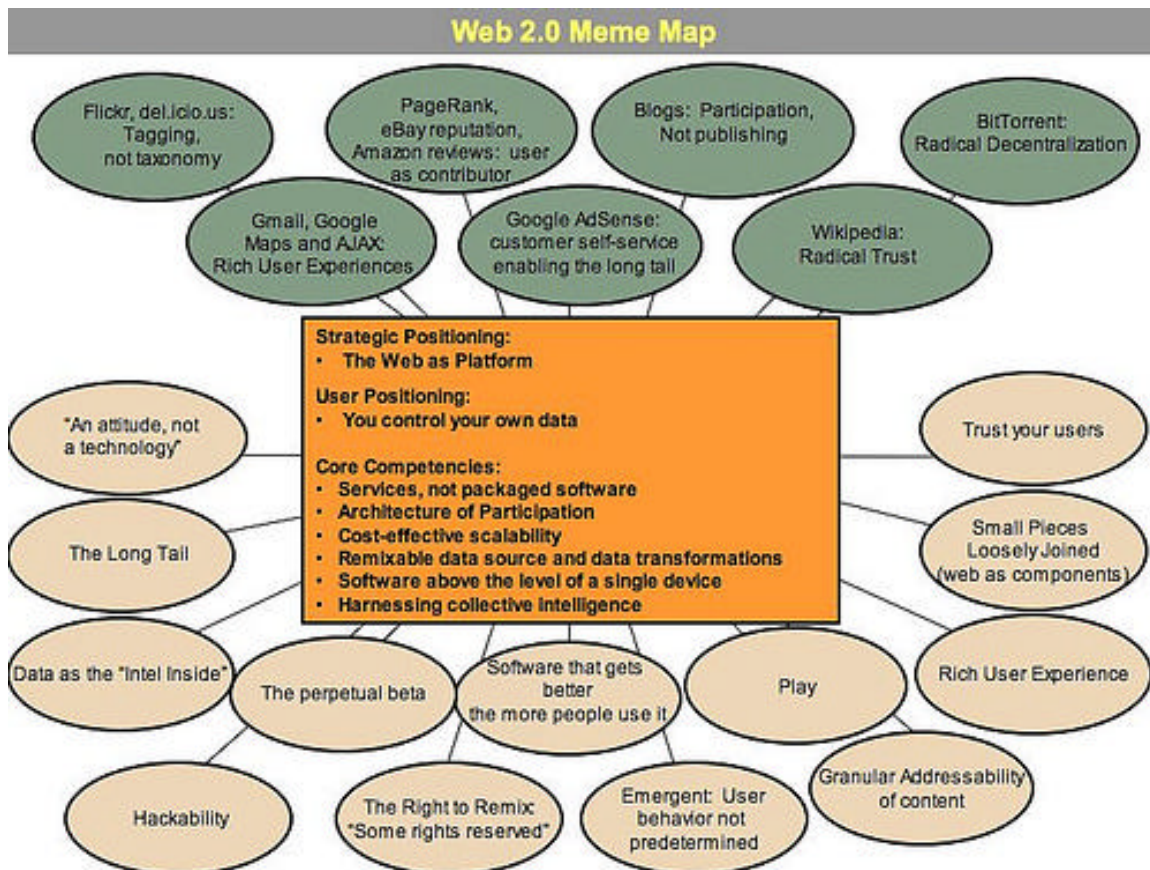 Web 2.0 Meme Map
Flickr, del.icio.us:
Tagging,
not taxonomy
PageRank,
eBay reputation,
Amazon reviews: user
as contributor
Blogs: Participation,
Not publishing
BitTorrent:
Radical Decentralization
Gmail, Google
Maps and AJAX:
Rich User Experiences
Google AdSense:
customer self-service
enabling the long tail
Wikipedia:
Radical Trust
Strategic Positioning:
• The Web as Platform
User Positioning:
• You control your own data
Core Competencies:
• Services, not packaged software
• Architecture of Participation
• Cost-effective scalability
• Remixable data source and data transformations
• Software above the level of a single device
• Harnessing collective intelligence
"An attitude, not
a technology"
Trust your users
The Long Tail
Small Pieces
Loosely Joined
(web as components)
Data as the "Intel Inside"
The perpetual beta
Software that gets
better
the more people use it
Play
Rich User Experience
Hackability
The Right to Remix:
"Some rights reserved"
Emergent: User
behavior not
predetermined
Granular Addressability
of content